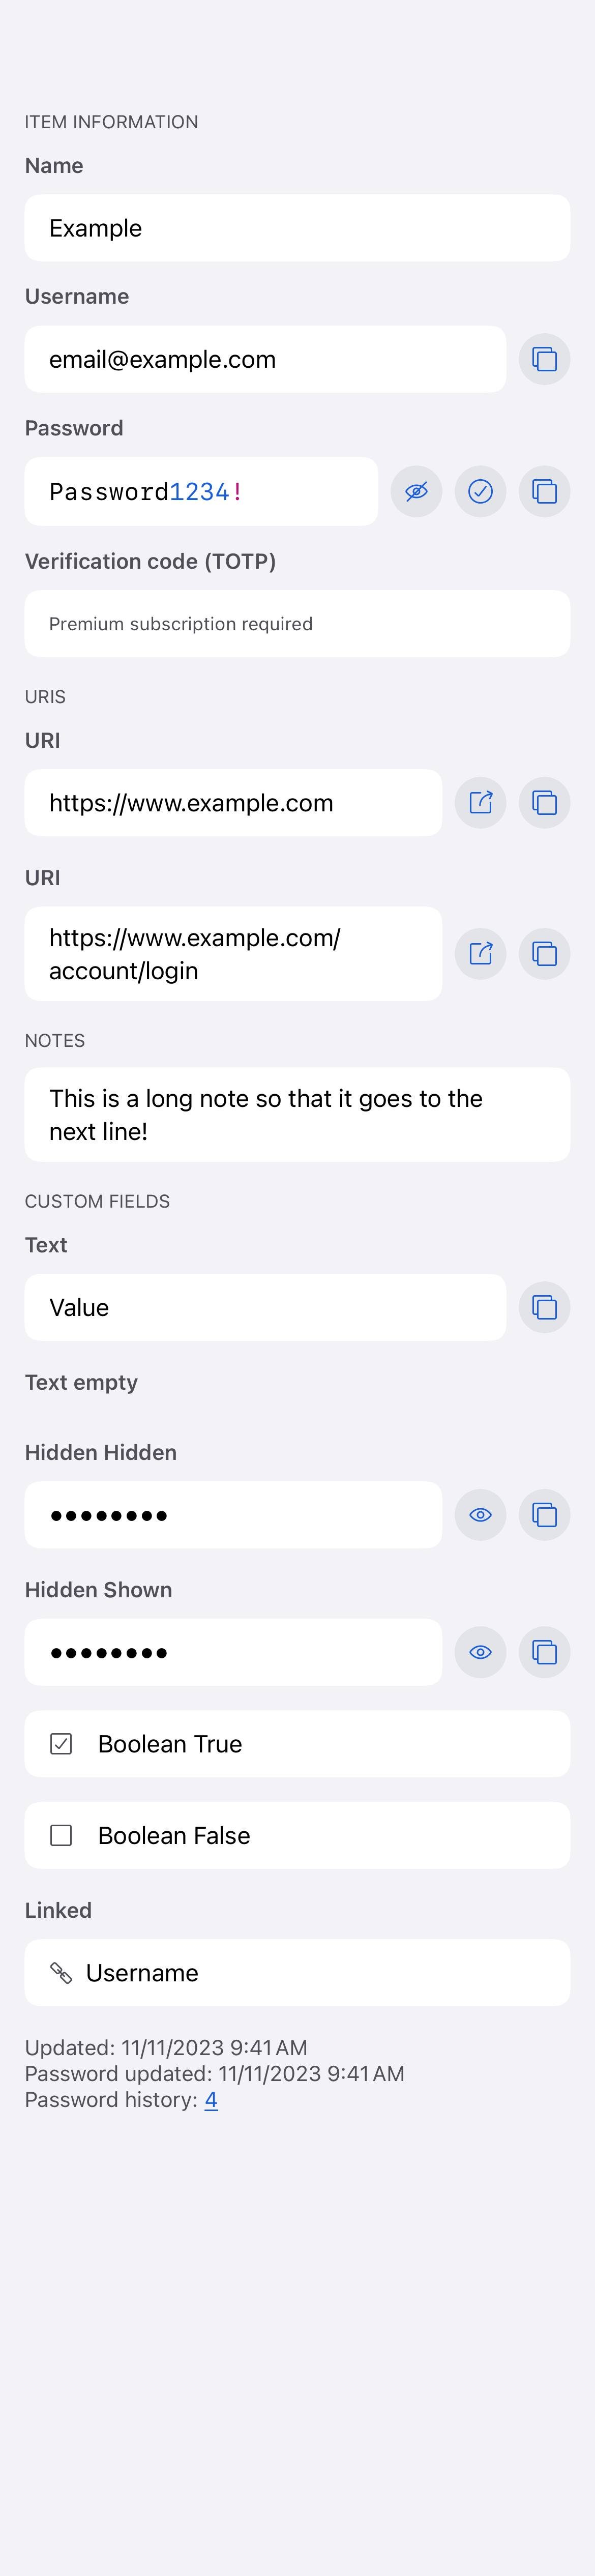 ITEM INFORMATION
Name
Example
Username
email@example.com
Password
Password1234!
Verification code (TOTP)
Premium subscription required
URIS
URI
https://www.example.com
URI
https://www.example.com/
account/login
NOTES
This is a long note so that it goes to the
next line!
CUSTOM FIELDS
Text
Value
Text empty
Hidden Hidden
••••••••
Hidden Shown
••••••••
Boolean True
Boolean False
Linked
Username
Updated: 11/11/2023 9:41 AM
Password updated: 11/11/2023 9:41 AM
Password history: 4